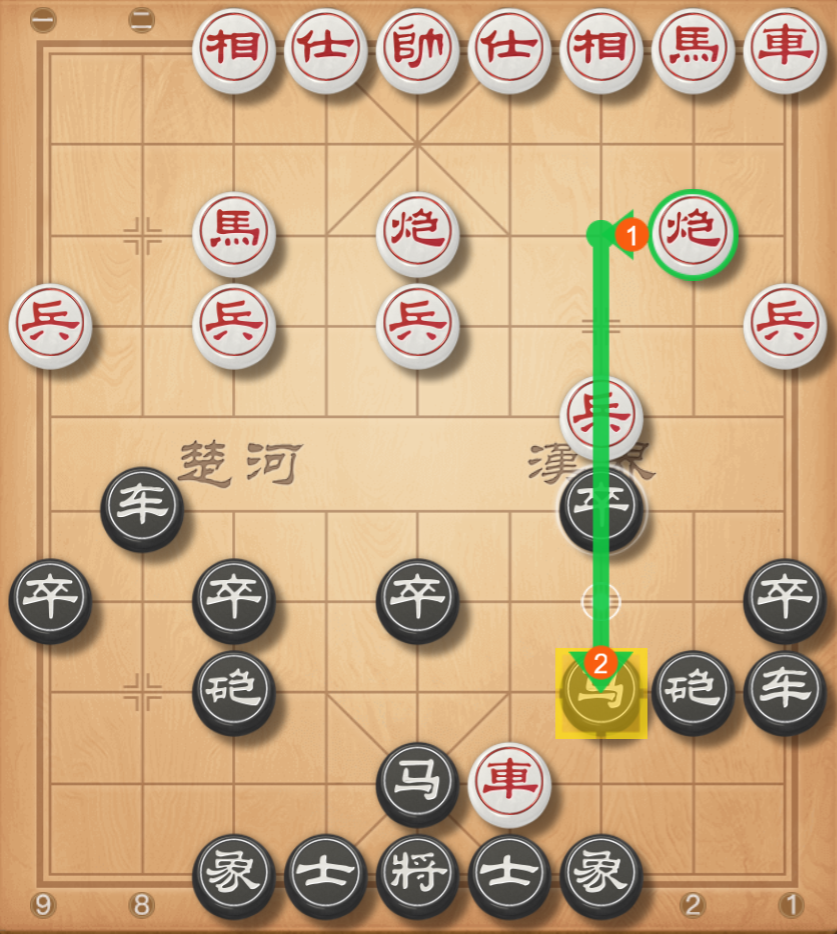 一 二
相 仕 帥 仕 相 馬 車
馬 炮 1 炮
兵 兵 兵 兵
兵
楚河 漢
车 卒
卒 卒 卒 卒
砲 2 马 砲 车
马 車
象 士 将 士 象
9 8 2 1